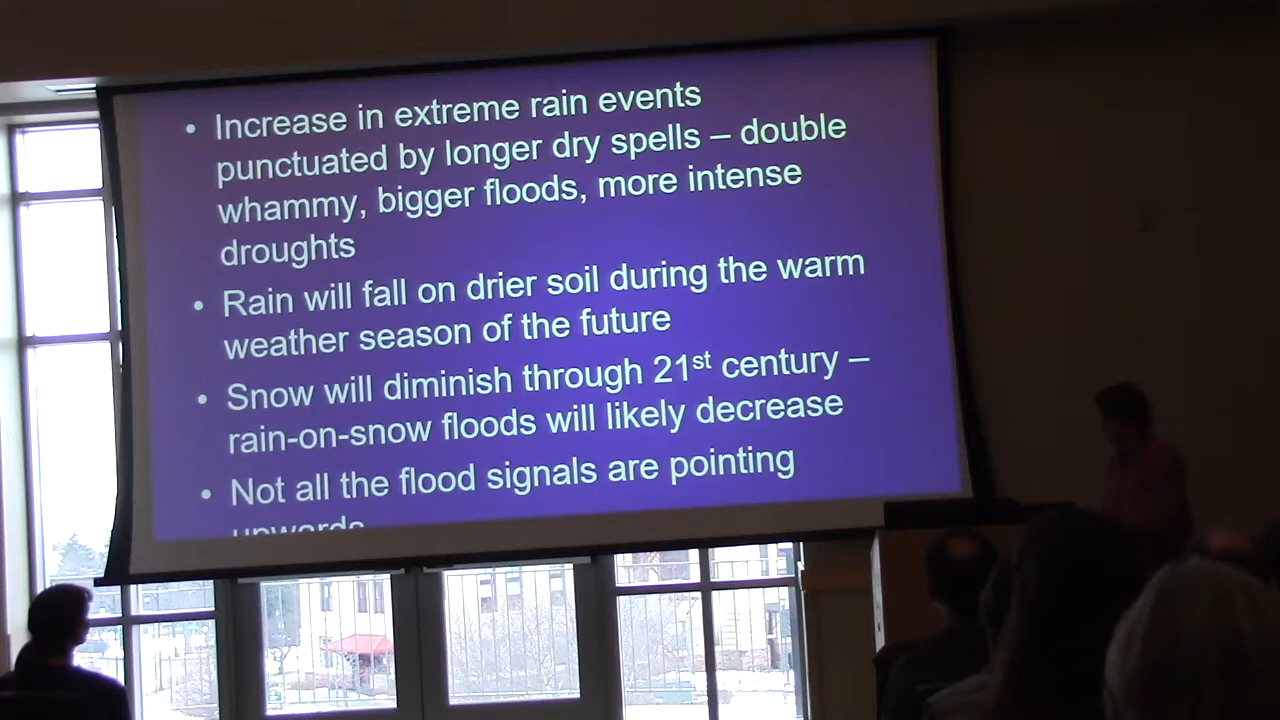 • Increase in extreme rain events
punctuated by longer dry spells – double
whammy, bigger floods, more intense
droughts
• Rain will fall on drier soil during the warm
weather season of the future
• Snow will diminish through 21st century –
rain-on-snow floods will likely decrease
• Not all the flood signals are pointing
upwards